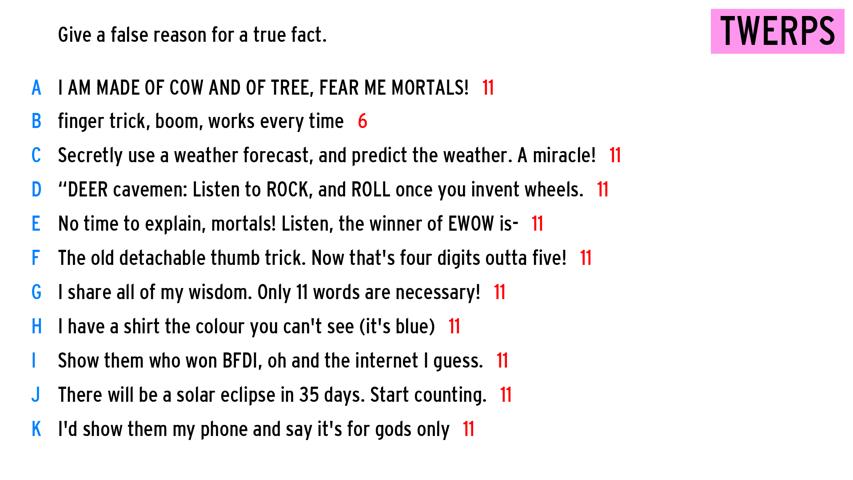 Give a false reason for a true fact.
TWERPS
A I AM MADE OF COW AND OF TREE, FEAR ME MORTALS! 11
B finger trick, boom, works every time 6
C Secretly use a weather forecast, and predict the weather. A miracle! 11
D “DEER cavemen: Listen to ROCK, and ROLL once you invent wheels. 11
E No time to explain, mortals! Listen, the winner of EWOW is- 11
F The old detachable thumb trick. Now that's four digits outta five! 11
G I share all of my wisdom. Only 11 words are necessary! 11
H I have a shirt the colour you can't see (it's blue) 11
I Show them who won BFDI, oh and the internet I guess. 11
J There will be a solar eclipse in 35 days. Start counting. 11
K I'd show them my phone and say it's for gods only 11